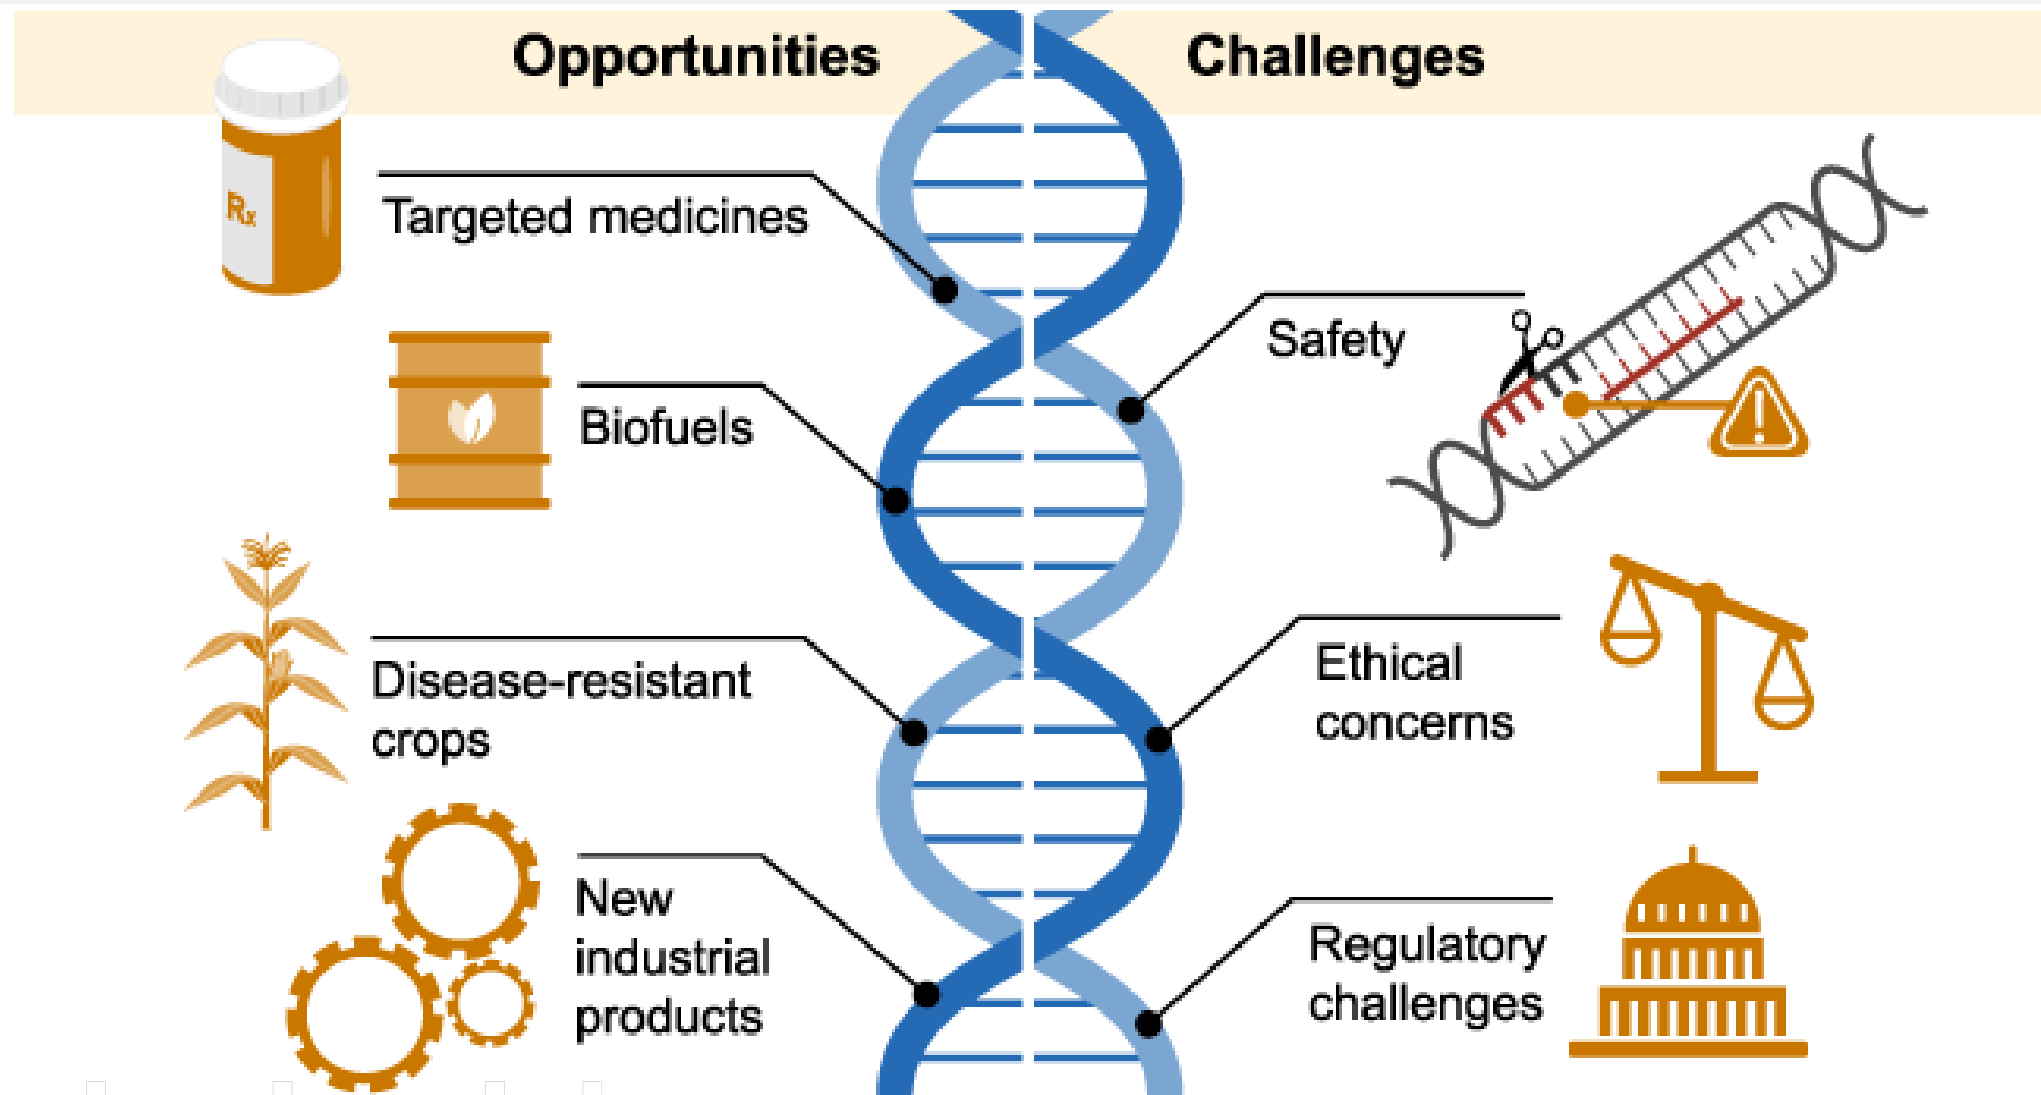 Opportunities
Challenges
Rx
Targeted medicines
Safety
Biofuels
Ethical
concerns
Disease-resistant
crops
New
industrial
products
Regulatory
challenges